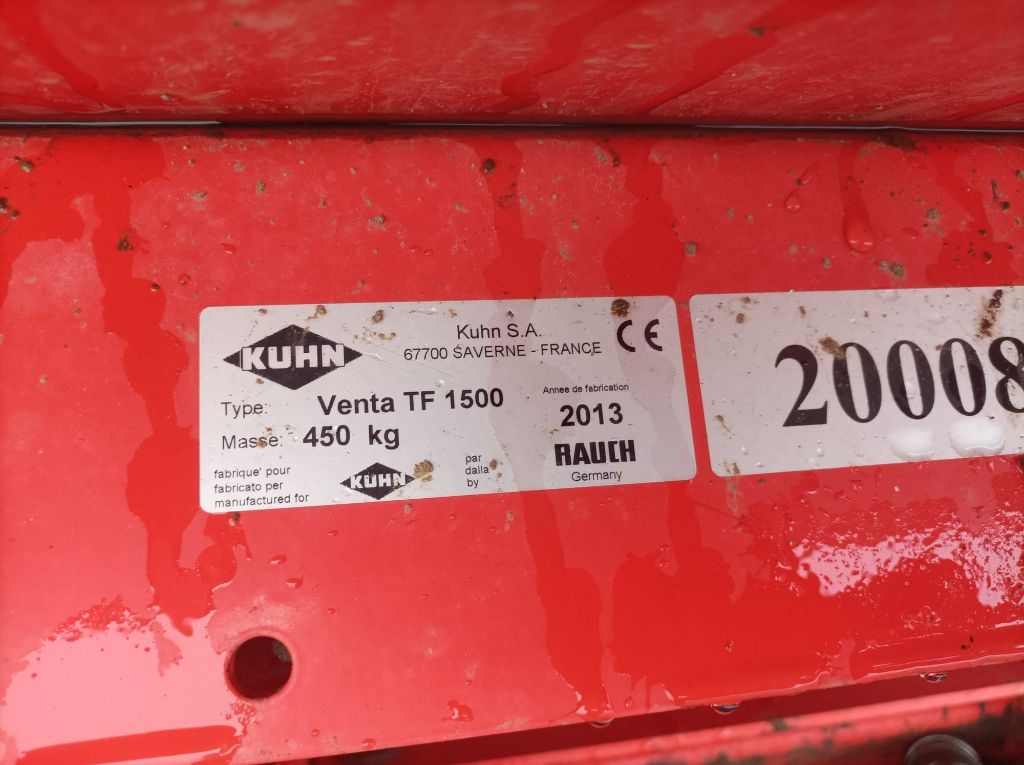 KUHN
Kuhn S.A.
67700 SAVERNE - FRANCE
CE
Type: Venta TF 1500
Masse: 450 kg
Annee de fabrication
2013
fabrique' pour
fabricato per
manufactured for
KUHN
par
dalla
by
RAUCH
Germany
20008